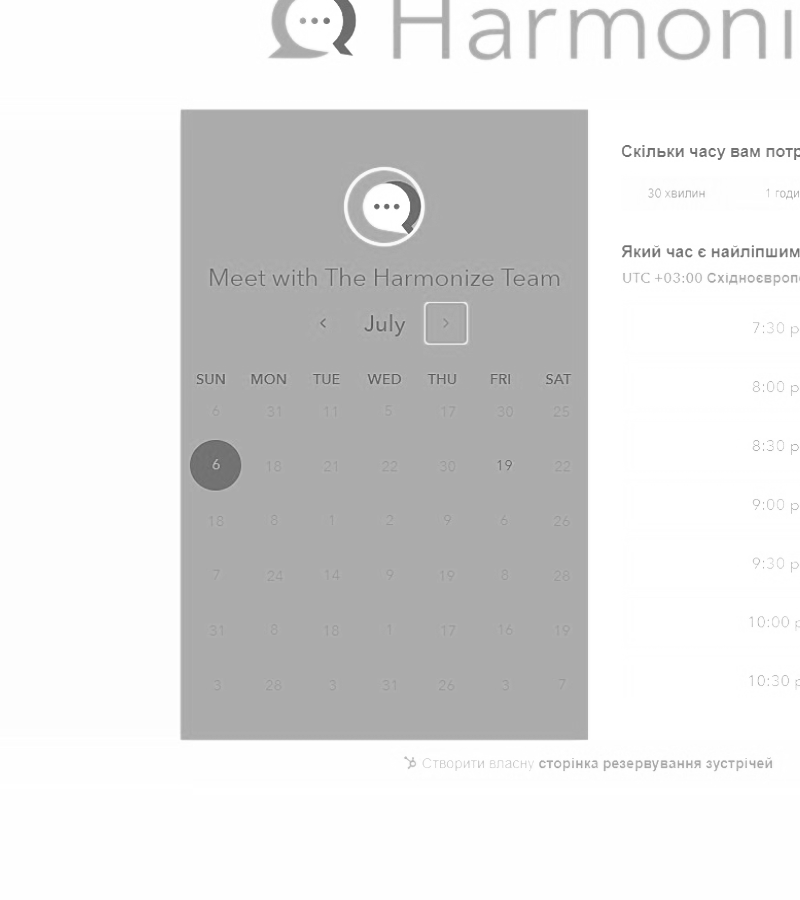 Harmoni
Meet with The Harmonize Team
July
SUN MON TUE WED THU FRI SAT
6 31 11 5 17 30 25
6 18 21 22 30 19 22
18 8 1 2 9 6 26
7 24 14 9 19 8 28
31 8 18 1 17 16 19
3 28 3 31 26 3 7
Скільки часу вам потр
30 хвилин 1 годи
Який час є найліпшим
UTC +03:00 Східноєвропе
7:30 p
8:00 p
8:30 p
9:00 p
9:30 p
10:00 p
10:30 p
Створити власну сторінка резервування зустрічей